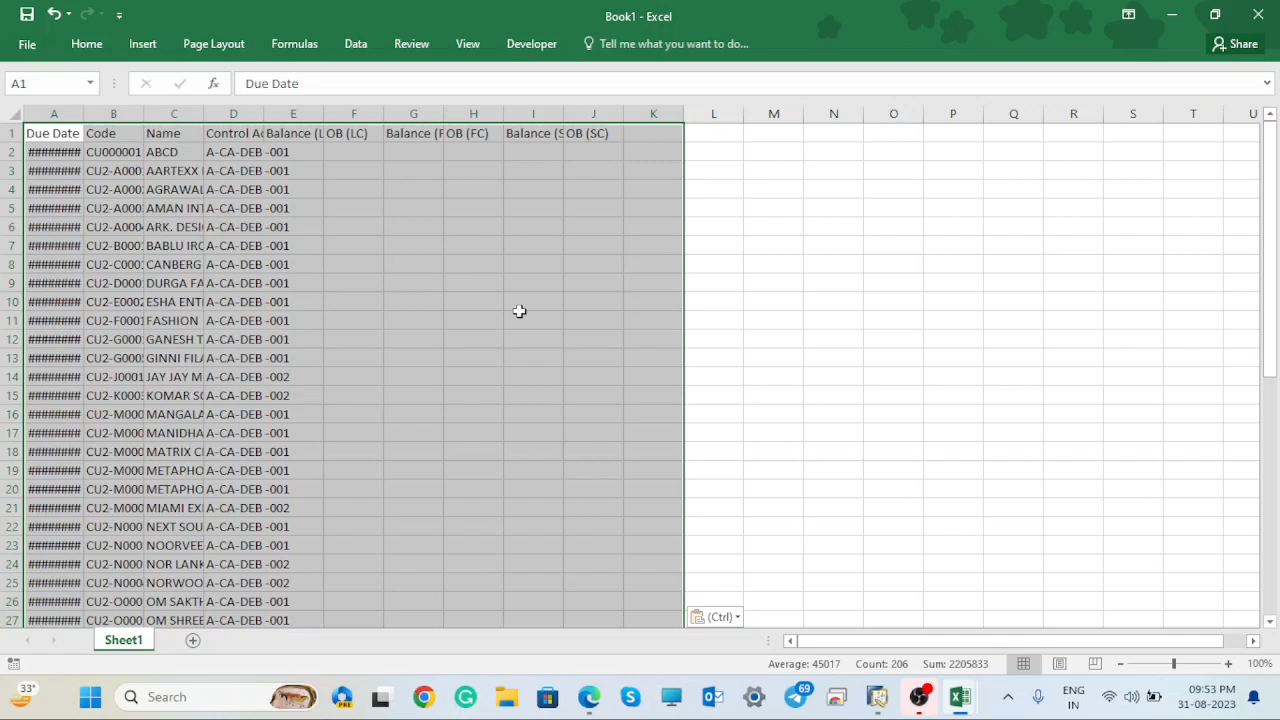 Book1 - Excel
File Home Insert Page Layout Formulas Data Review View Developer Tell me what you want to do... Share
A1 fx Due Date
A B C D E F G H I J K L M N O P Q R S T U
1 Due Date Code Name Control Ac Balance (L OB (LC) Balance (F OB (FC) Balance (S OB (SC)
2 ######## CU000001 ABCD A-CA-DEB -001
3 ######## CU2-A000 AARTEXX A-CA-DEB -001
4 ######## CU2-A000 AGRAWAL A-CA-DEB -001
5 ######## CU2-A000 AMAN INT A-CA-DEB -001
6 ######## CU2-A000 ARK. DESI A-CA-DEB -001
7 ######## CU2-B000 BABLU IRO A-CA-DEB -001
8 ######## CU2-C000 CANBERG A-CA-DEB -001
9 ######## CU2-D000 DURGA FA A-CA-DEB -001
10 ######## CU2-E0002 ESHA ENT A-CA-DEB -001
11 ######## CU2-F0001 FASHION A-CA-DEB -001
12 ######## CU2-G000 GANESH T A-CA-DEB -001
13 ######## CU2-G000 GINNI FILA A-CA-DEB -001
14 ######## CU2-J0001 JAY JAY M A-CA-DEB -002
15 ######## CU2-K000 KOMAR SO A-CA-DEB -002
16 ######## CU2-M000 MANGALA A-CA-DEB -001
17 ######## CU2-M000 MANIDHA A-CA-DEB -001
18 ######## CU2-M000 MATRIX C A-CA-DEB -001
19 ######## CU2-M000 METAPHO A-CA-DEB -001
20 ######## CU2-M000 METAPHO A-CA-DEB -001
21 ######## CU2-M000 MIAMI EX A-CA-DEB -002
22 ######## CU2-N000 NEXT SOU A-CA-DEB -001
23 ######## CU2-N000 NOORVEE A-CA-DEB -001
24 ######## CU2-N000 NOR LANK A-CA-DEB -002
25 ######## CU2-N000 NORWOO A-CA-DEB -002
26 ######## CU2-O000 OM SAKTH A-CA-DEB -001
27 ######## CU2-O000 OM SHREE A-CA-DEB -001
(Ctrl)
Sheet1
Average: 45017 Count: 206 Sum: 2205833 100%
33° Search PRE 69 ENG 09:53 PM
IN 31-08-2023